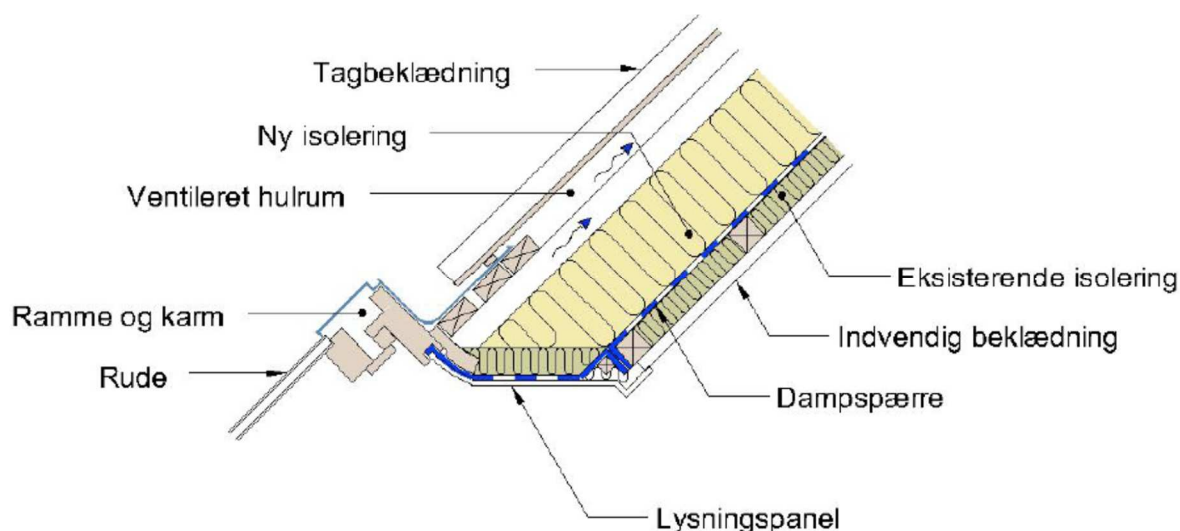 Tagbeklædning
Ny isolering
Ventileret hulrum
Eksisterende isolering
Ramme og karm
Indvendig beklædning
Rude
Dampspærre
Lysningspanel